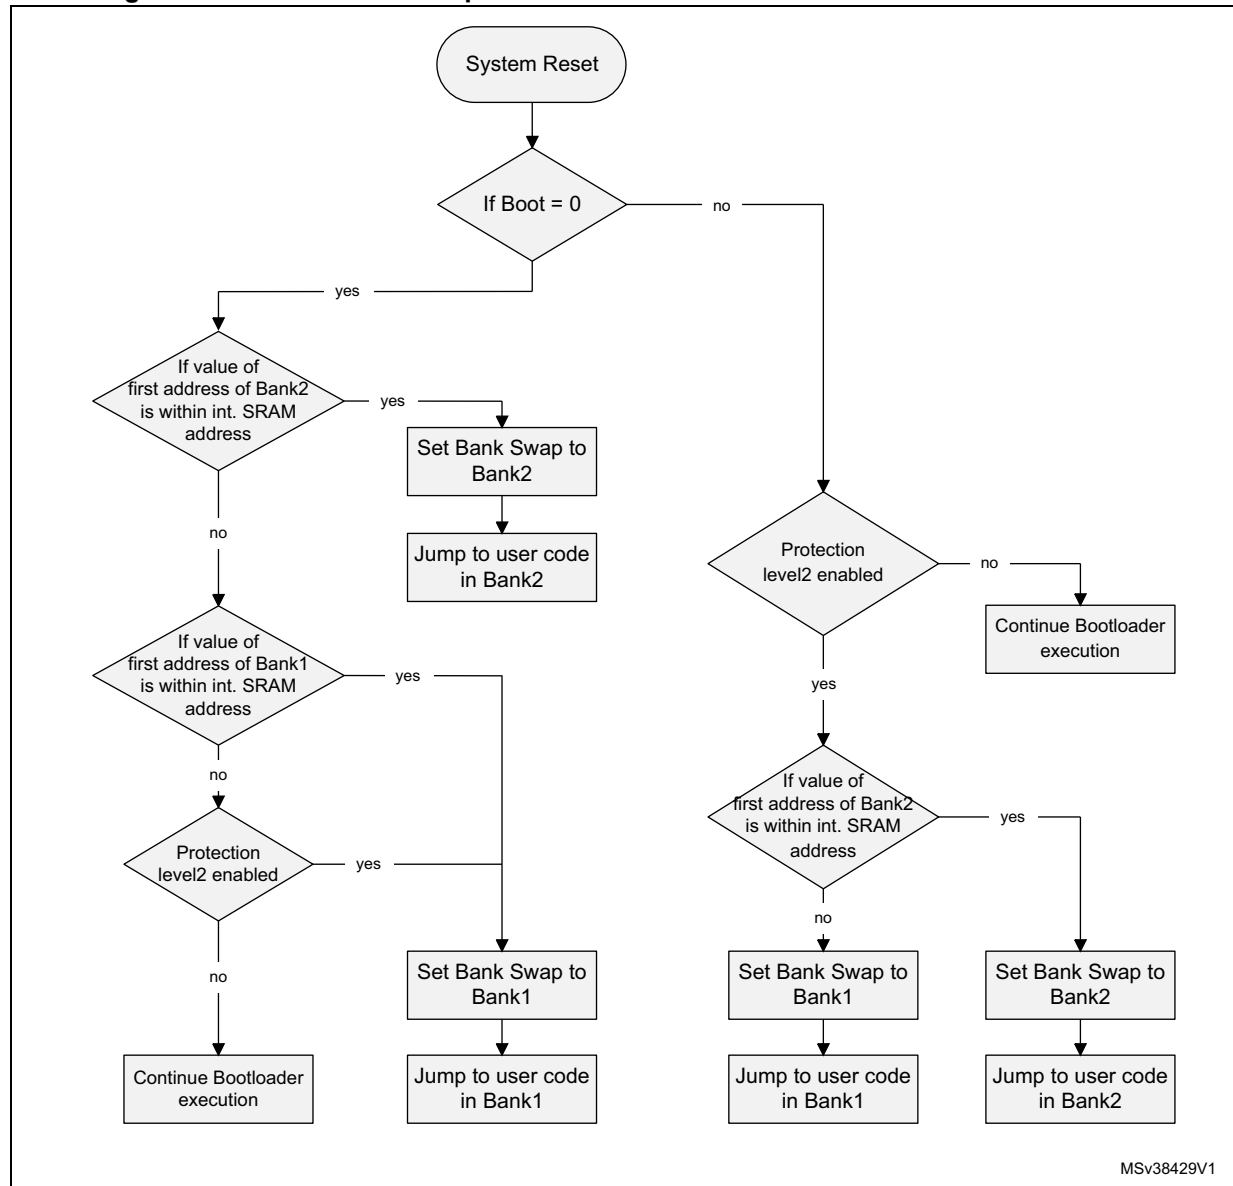 System Reset
If Boot = 0
no
yes
If value of
first address of Bank2
is within int. SRAM
address
yes
Set Bank Swap to
Bank2
no
Jump to user code
in Bank2
Protection
level2 enabled
no
Continue Bootloader
execution
If value of
first address of Bank1
is within int. SRAM
address
yes
yes
no
Protection
level2 enabled
yes
If value of
first address of Bank2
is within int. SRAM
address
yes
no
no
Set Bank Swap to
Bank1
Set Bank Swap to
Bank1
Set Bank Swap to
Bank2
Continue Bootloader
execution
Jump to user code
in Bank1
Jump to user code
in Bank1
Jump to user code
in Bank2
MSv38429V1